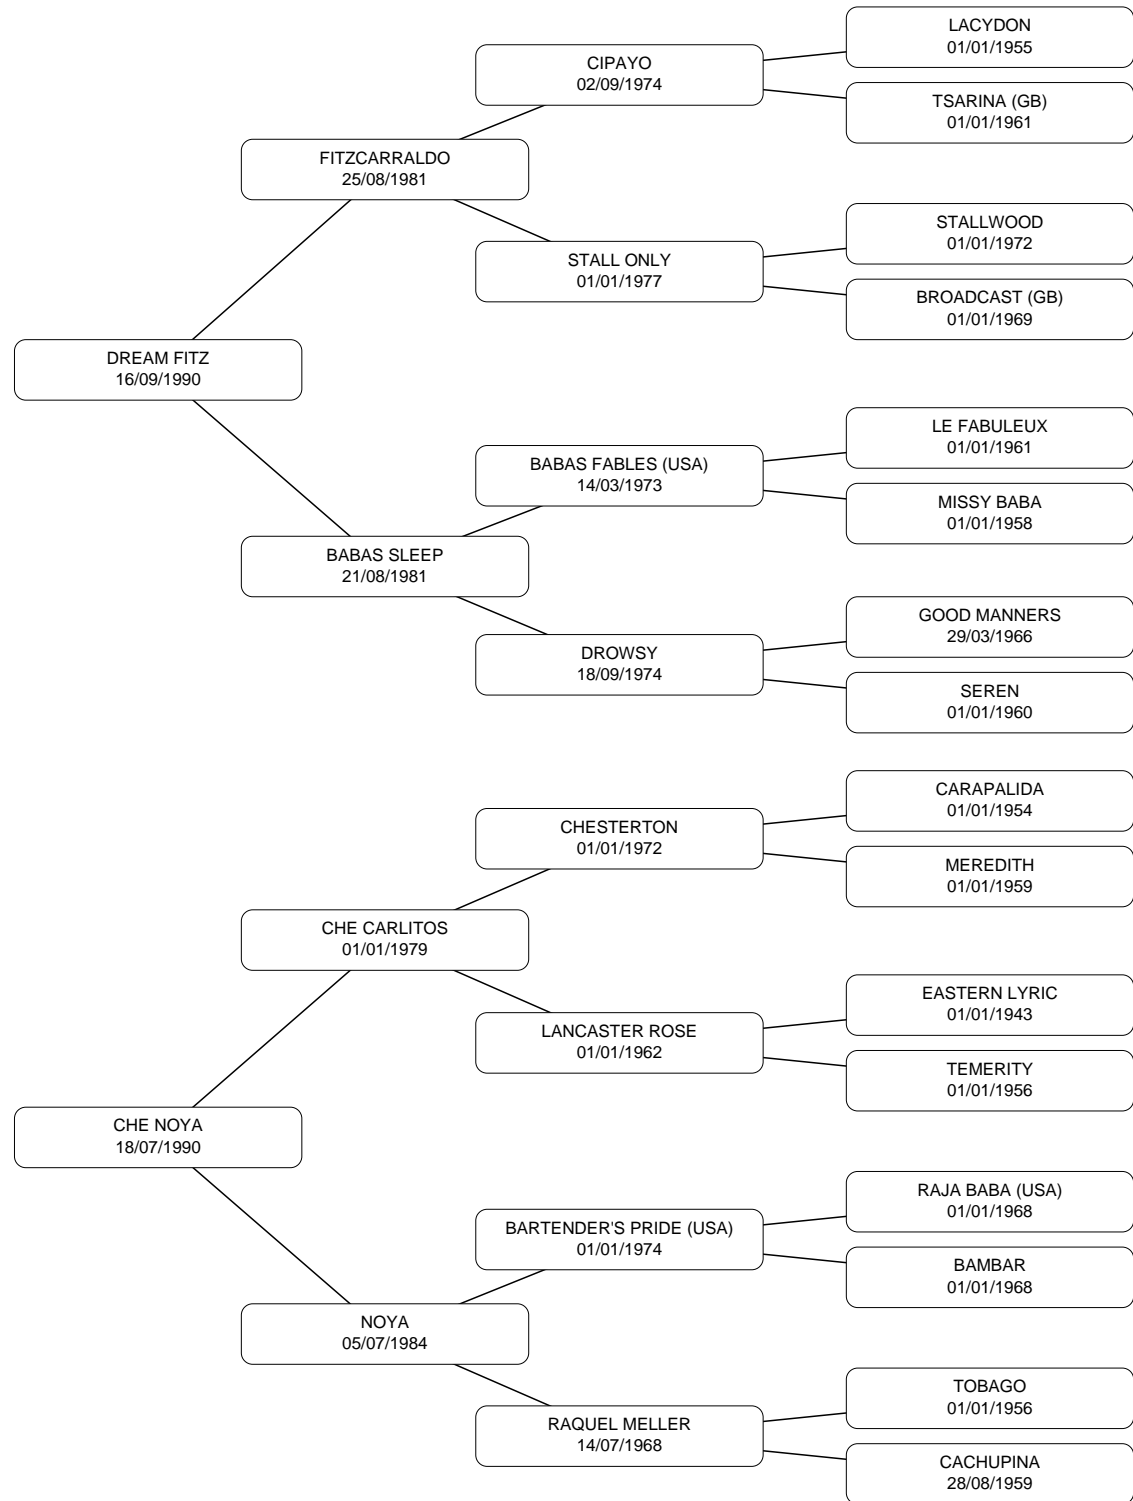 LACYDON
01/01/1955
CIPAYO
02/09/1974
TSARINA (GB)
01/01/1961
FITZCARRALDO
25/08/1981
STALLWOOD
01/01/1972
STALL ONLY
01/01/1977
BROADCAST (GB)
01/01/1969
DREAM FITZ
16/09/1990
LE FABULEUX
01/01/1961
BABAS FABLES (USA)
14/03/1973
MISSY BABA
01/01/1958
BABAS SLEEP
21/08/1981
GOOD MANNERS
29/03/1966
DROWSY
18/09/1974
SEREN
01/01/1960
CARAPALIDA
01/01/1954
CHESTERTON
01/01/1972
MEREDITH
01/01/1959
CHE CARLITOS
01/01/1979
EASTERN LYRIC
01/01/1943
LANCASTER ROSE
01/01/1962
TEMERITY
01/01/1956
CHE NOYA
18/07/1990
RAJA BABA (USA)
01/01/1968
BARTENDER'S PRIDE (USA)
01/01/1974
BAMBAR
01/01/1968
NOYA
05/07/1984
TOBAGO
01/01/1956
RAQUEL MELLER
14/07/1968
CACHUPINA
28/08/1959